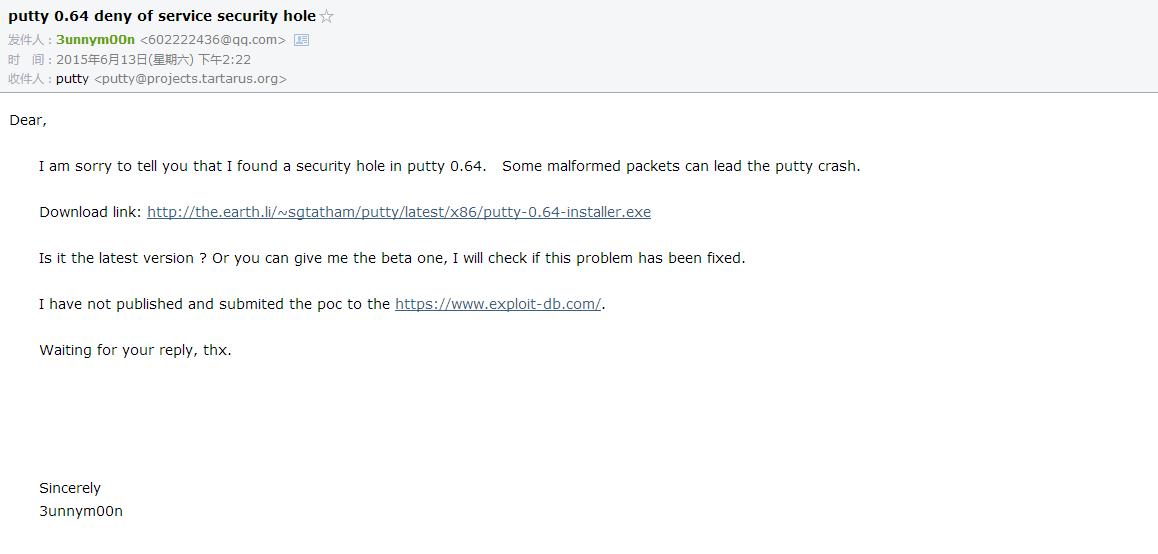 putty 0.64 deny of service security hole
发件人：3unnym00n <602222436@qq.com>
时 间：2015年6月13日(星期六) 下午2:22
收件人：putty <putty@projects.tartarus.org>
Dear,
I am sorry to tell you that I found a security hole in putty 0.64. Some malformed packets can lead the putty crash.
Download link: http://the.earth.li/~sgtatham/putty/latest/x86/putty-0.64-installer.exe
Is it the latest version ? Or you can give me the beta one, I will check if this problem has been fixed.
I have not published and submited the poc to the https://www.exploit-db.com/.
Waiting for your reply, thx.
Sincerely
3unnym00n